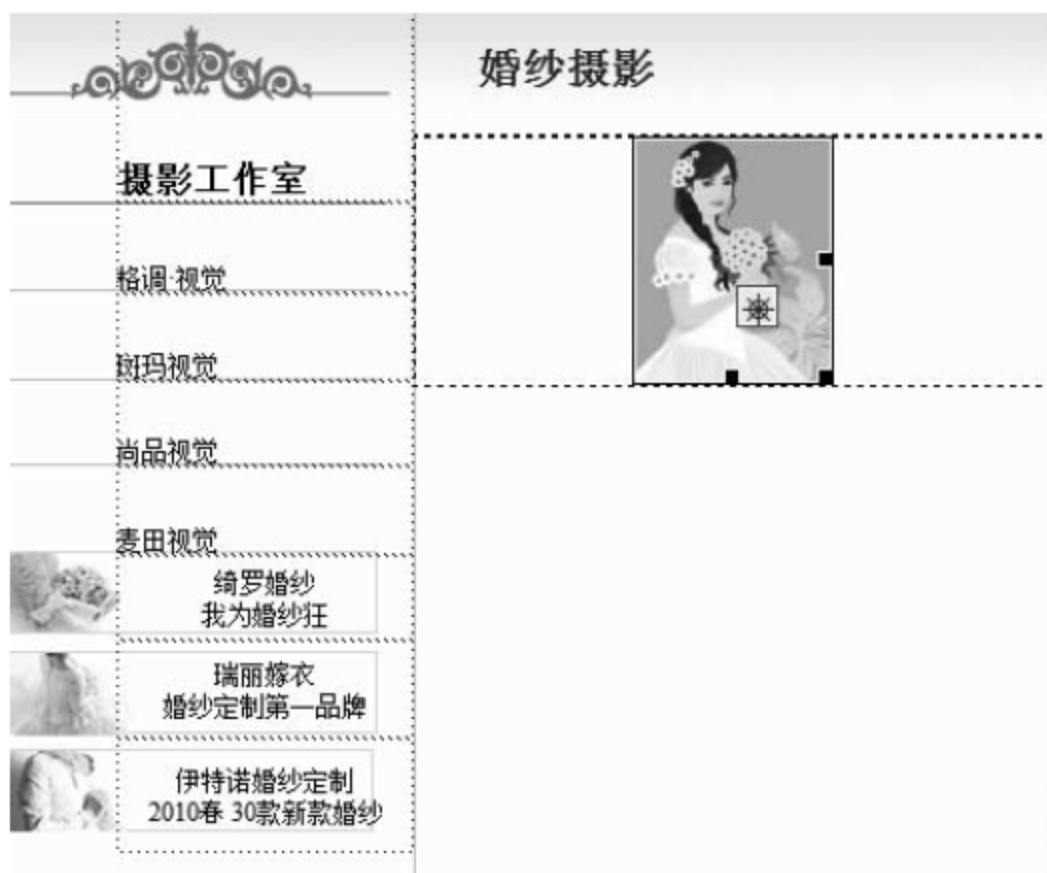 婚纱摄影
摄影工作室
格调·视觉
斑玛视觉
尚品视觉
麦田视觉
绮罗婚纱
我为婚纱狂
瑞丽嫁衣
婚纱定制第一品牌
伊特诺婚纱定制
2010春 30款新款婚纱